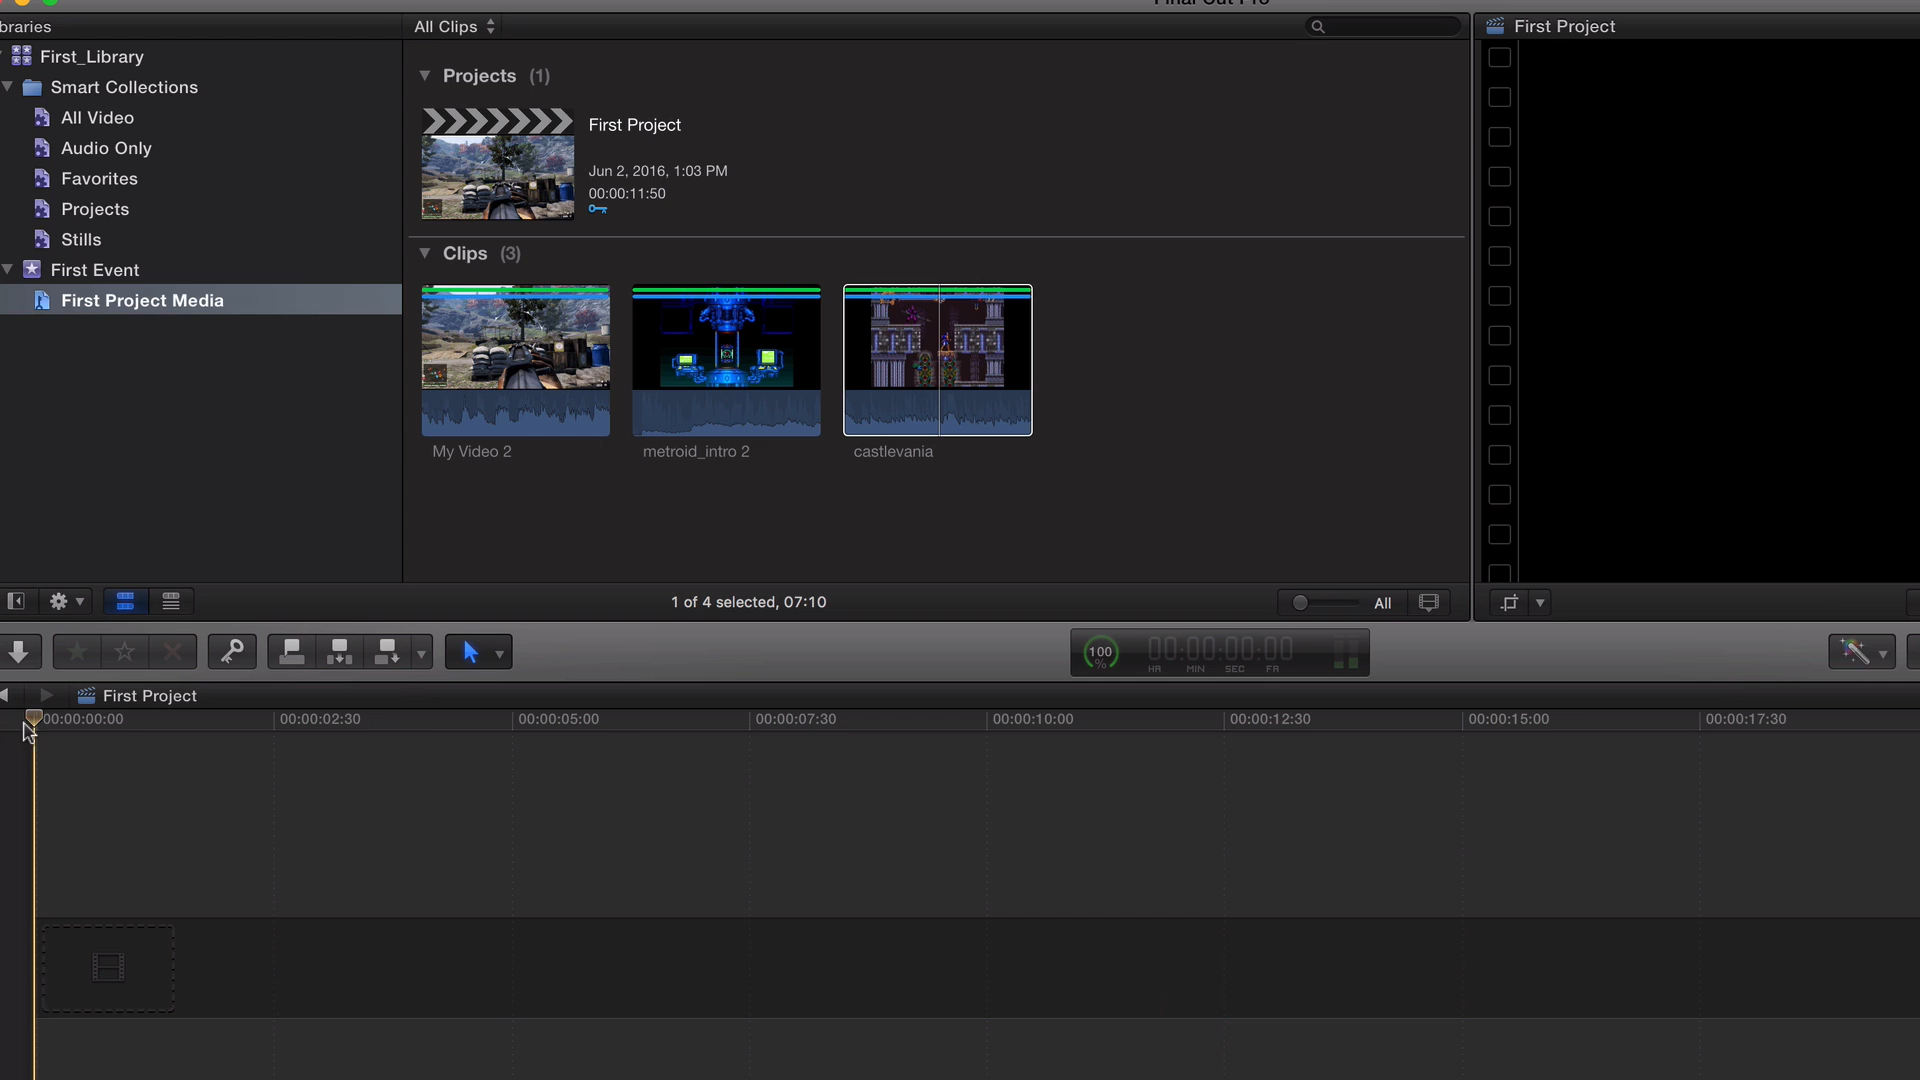 Final Cut Pro
braries
All Clips
First Project
First_Library
Smart Collections
All Video
Audio Only
Favorites
Projects
Stills
First Event
First Project Media
Projects (1)
First Project
Jun 2, 2016, 1:03 PM
00:00:11:50
Clips (3)
My Video 2
metroid_intro 2
castlevania
1 of 4 selected, 07:10
All
100
%
00:00:00:00
HR MIN SEC FR
First Project
00:00:00:00
00:00:02:30
00:00:05:00
00:00:07:30
00:00:10:00
00:00:12:30
00:00:15:00
00:00:17:30